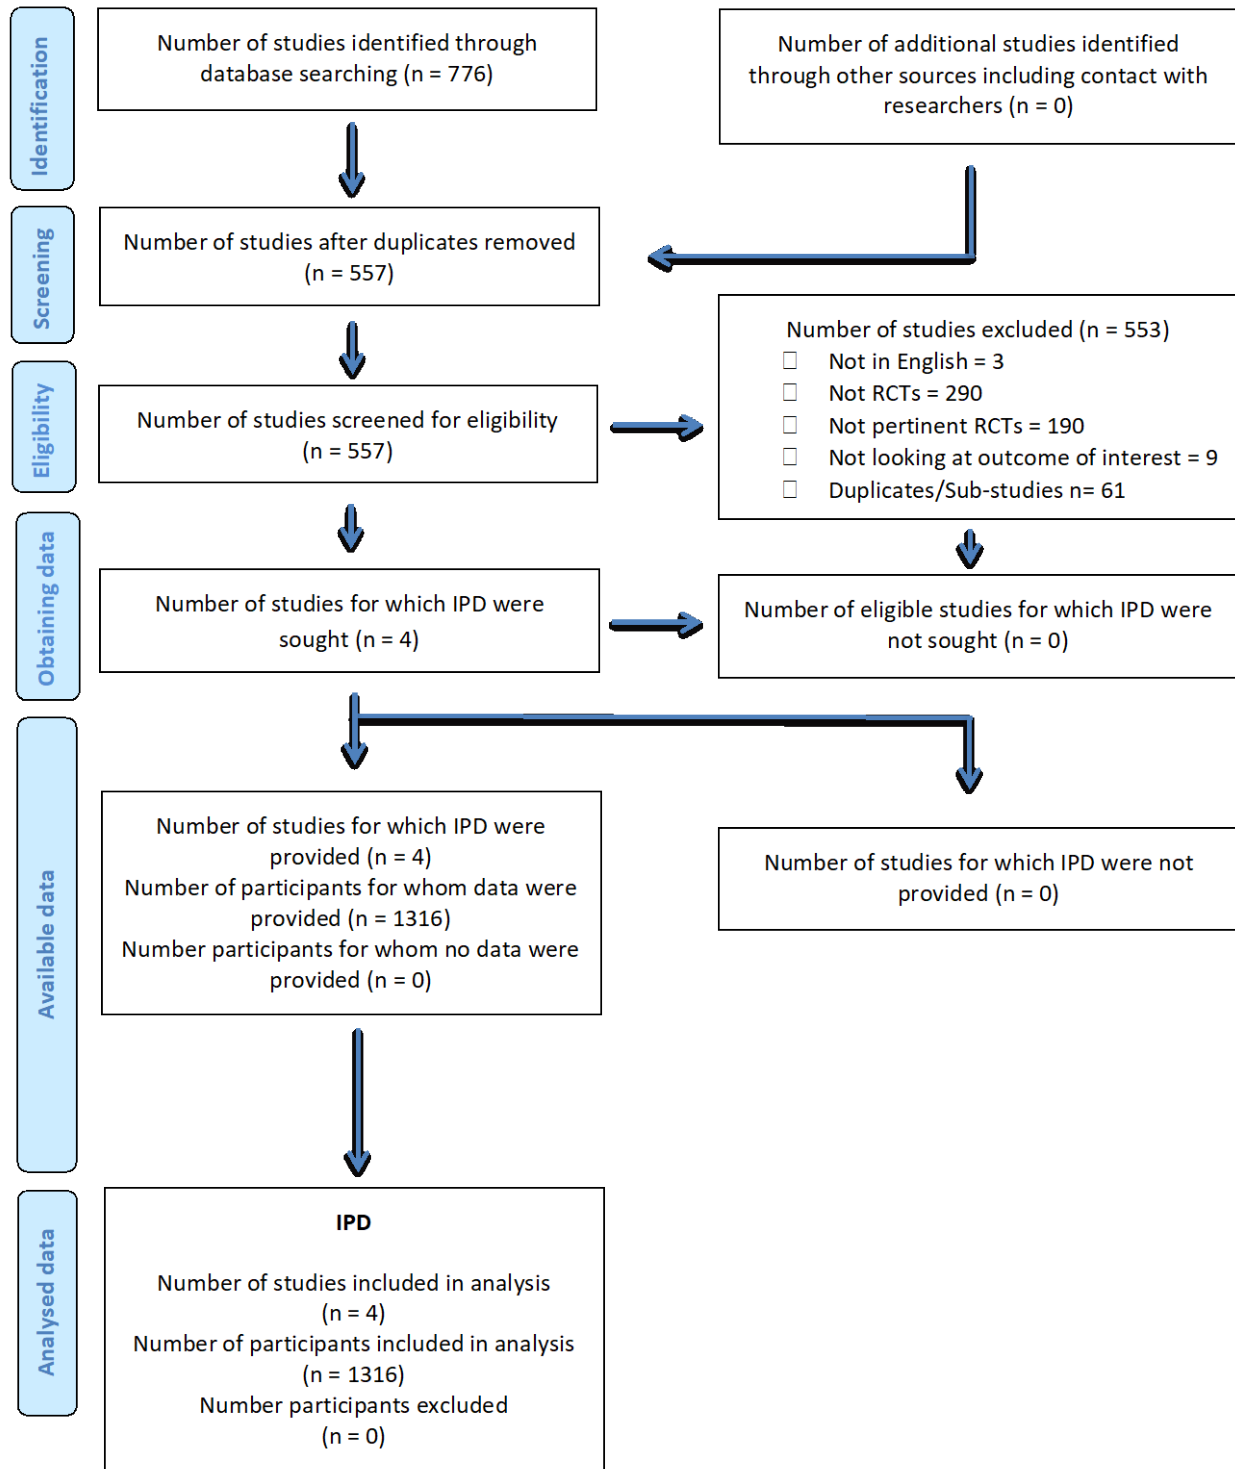 Identification
Number of studies identified through
database searching (n = 776)
Number of additional studies identified
through other sources including contact with
researchers (n = 0)
Screening
Number of studies after duplicates removed
(n = 557)
Eligibility
Number of studies screened for eligibility
(n = 557)
Number of studies excluded (n = 553)
Not in English = 3
Not RCTs = 290
Not pertinent RCTs = 190
Not looking at outcome of interest = 9
Duplicates/Sub-studies n= 61
Obtaining data
Number of studies for which IPD were
sought (n = 4)
Number of eligible studies for which IPD were
not sought (n = 0)
Available data
Number of studies for which IPD were
provided (n = 4)
Number of participants for whom data were
provided (n = 1316)
Number participants for whom no data were
provided (n = 0)
Number of studies for which IPD were not
provided (n = 0)
Analysed data
IPD
Number of studies included in analysis
(n = 4)
Number of participants included in analysis
(n = 1316)
Number participants excluded
(n = 0)